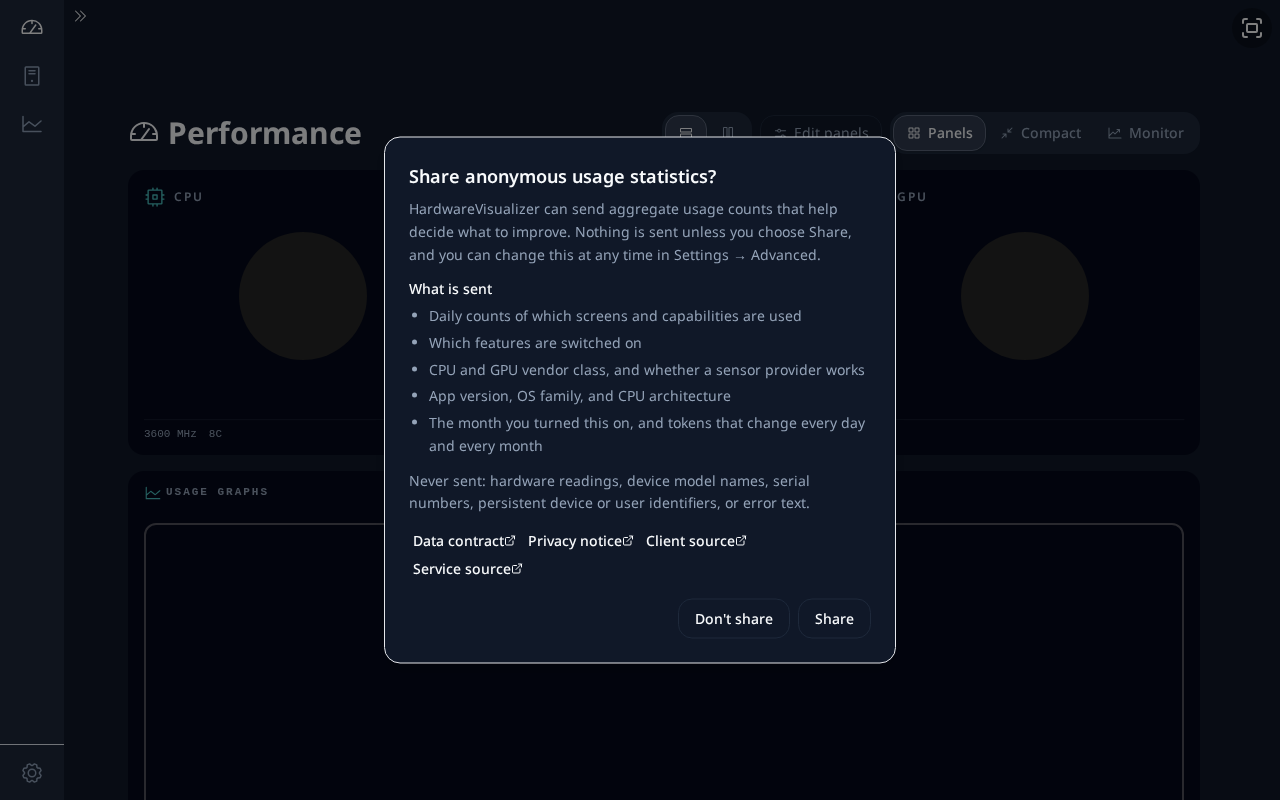 Performance
Edit panels
Panels
Compact
Monitor
CPU
GPU
3600 MHz 8C
USAGE GRAPHS
Share anonymous usage statistics?
HardwareVisualizer can send aggregate usage counts that help
decide what to improve. Nothing is sent unless you choose Share,
and you can change this at any time in Settings → Advanced.
What is sent
• Daily counts of which screens and capabilities are used
• Which features are switched on
• CPU and GPU vendor class, and whether a sensor provider works
• App version, OS family, and CPU architecture
• The month you turned this on, and tokens that change every day
and every month
Never sent: hardware readings, device model names, serial
numbers, persistent device or user identifiers, or error text.
Data contract Privacy notice Client source
Service source
Don't share
Share